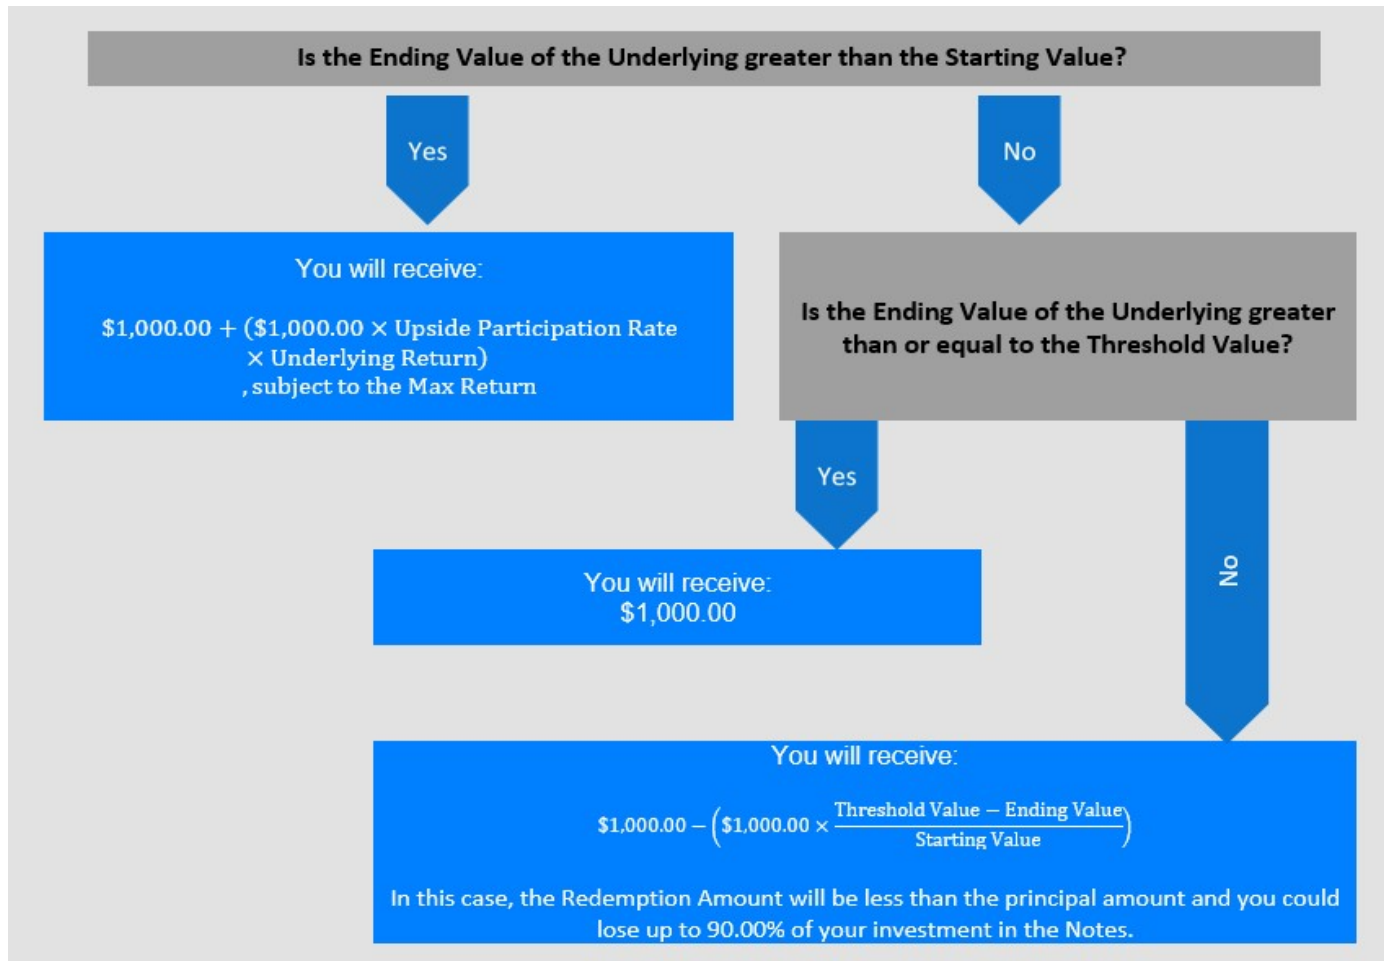 Is the Ending Value of the Underlying greater than the Starting Value?
Yes
No
You will receive:
$1,000.00 + ($1,000.00 × Upside Participation Rate
× Underlying Return)
, subject to the Max Return
Is the Ending Value of the Underlying greater
than or equal to the Threshold Value?
Yes
No
You will receive:
$1,000.00
You will receive:
$1,000.00 − ($1,000.00 × Threshold Value − Ending Value
Starting Value)
In this case, the Redemption Amount will be less than the principal amount and you could
lose up to 90.00% of your investment in the Notes.